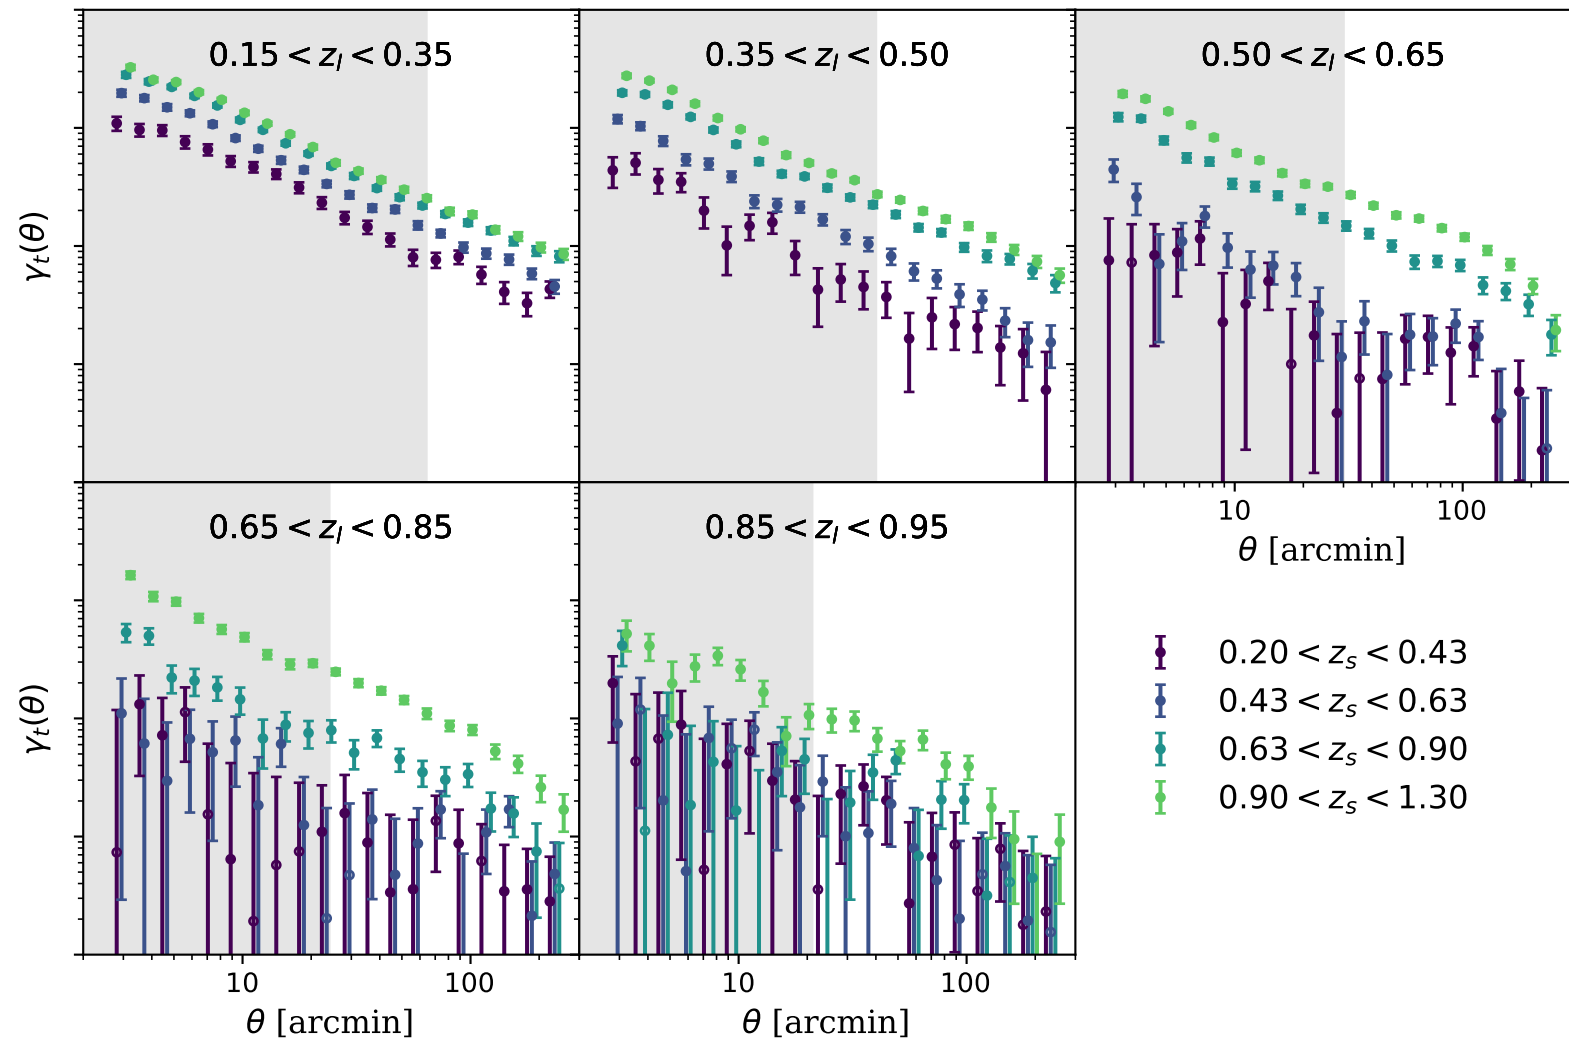 0.15 < z_l < 0.35
0.35 < z_l < 0.50
0.50 < z_l < 0.65
γ_t(θ)
10 100
θ [arcmin]
0.65 < z_l < 0.85
0.85 < z_l < 0.95
γ_t(θ)
0.20 < z_s < 0.43
0.43 < z_s < 0.63
0.63 < z_s < 0.90
0.90 < z_s < 1.30
10 100
10 100
θ [arcmin]
θ [arcmin]